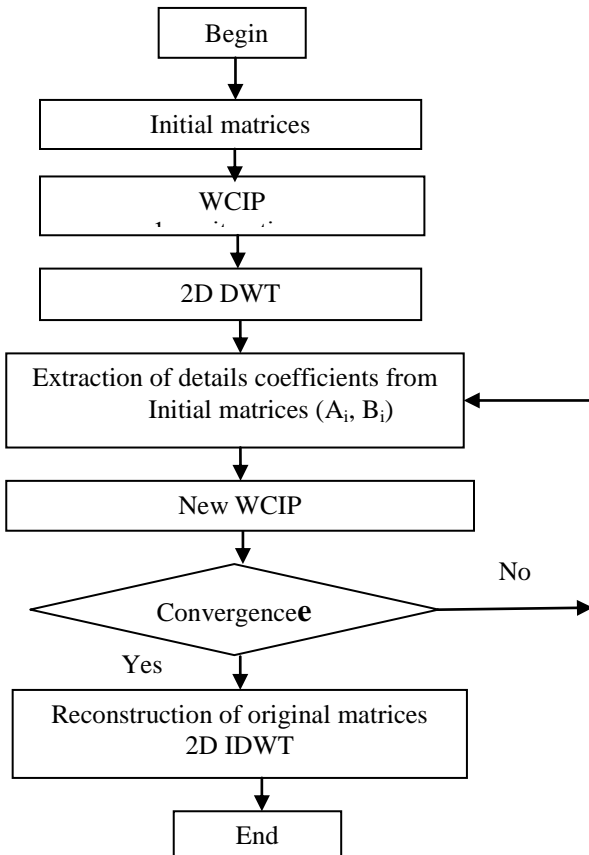 Begin
Initial matrices
WCIP
2D DWT
Extraction of details coefficients from
Initial matrices (Aᵢ, Bᵢ)
New WCIP
No
Convergencee
Yes
Reconstruction of original matrices
2D IDWT
End